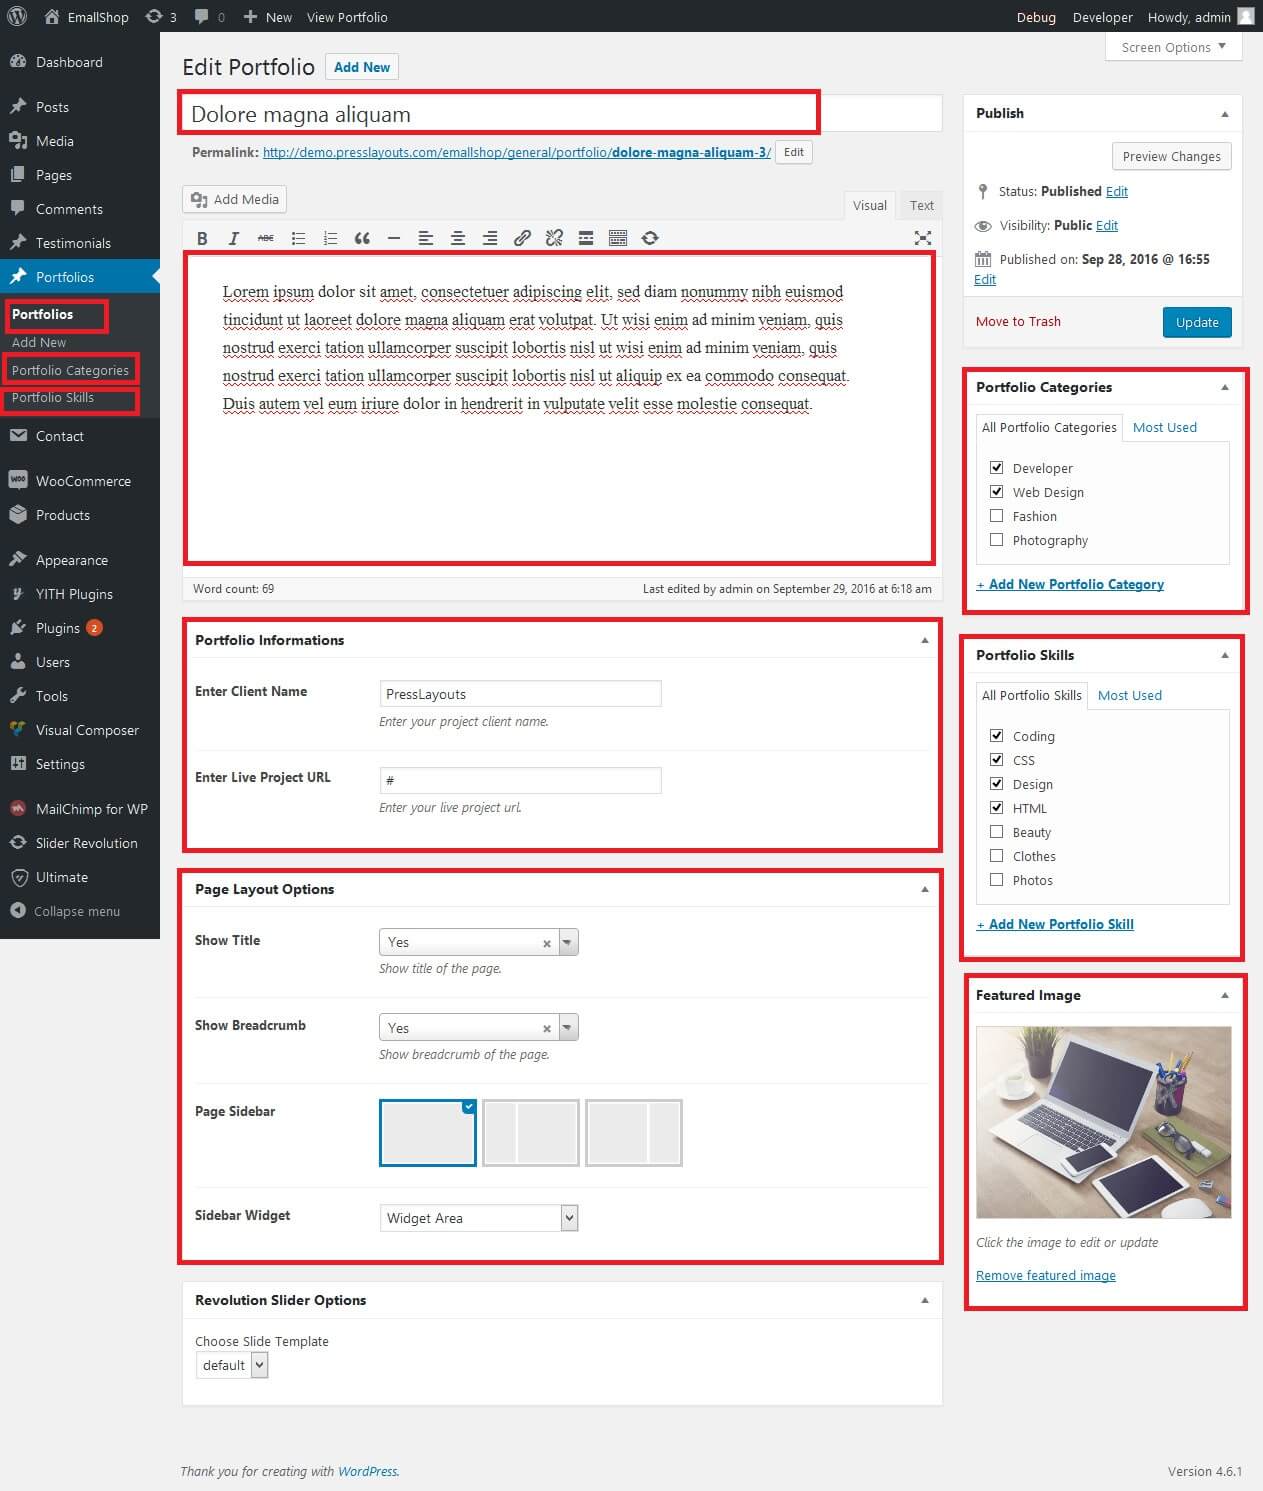 EmallShop 3 0 New View Portfolio Debug Developer Howdy, admin
Screen Options
Dashboard
Posts
Media
Pages
Comments
Testimonials
Portfolios
Portfolios
Add New
Portfolio Categories
Portfolio Skills
Contact
WooCommerce
Products
Appearance
YITH Plugins
Plugins 2
Users
Tools
Visual Composer
Settings
MailChimp for WP
Slider Revolution
Ultimate
Collapse menu
Edit Portfolio Add New
Dolore magna aliquam
Permalink: http://demo.presslayouts.com/emallshop/general/portfolio/dolore-magna-aliquam-3/ Edit
Add Media
Visual Text
B I ABC
Lorem ipsum dolor sit amet, consectetuer adipiscing elit, sed diam nonummy nibh euismod
tincidunt ut laoreet dolore magna aliquam erat volutpat. Ut wisi enim ad minim veniam, quis
nostrud exerci tation ullamcorper suscipit lobortis nisl ut wisi enim ad minim veniam, quis
nostrud exerci tation ullamcorper suscipit lobortis nisl ut aliquip ex ea commodo consequat.
Duis autem vel eum iriure dolor in hendrerit in vulputate velit esse molestie consequat.
Word count: 69 Last edited by admin on September 29, 2016 at 6:18 am
Portfolio Informations
Enter Client Name PressLayouts
Enter your project client name.
Enter Live Project URL #
Enter your live project url.
Page Layout Options
Show Title Yes
Show title of the page.
Show Breadcrumb Yes
Show breadcrumb of the page.
Page Sidebar
Sidebar Widget Widget Area
Revolution Slider Options
Choose Slide Template
default
Publish
Preview Changes
Status: Published Edit
Visibility: Public Edit
Published on: Sep 28, 2016 @ 16:55
Edit
Move to Trash Update
Portfolio Categories
All Portfolio Categories Most Used
Developer
Web Design
Fashion
Photography
+ Add New Portfolio Category
Portfolio Skills
All Portfolio Skills Most Used
Coding
CSS
Design
HTML
Beauty
Clothes
Photos
+ Add New Portfolio Skill
Featured Image
Click the image to edit or update
Remove featured image
Thank you for creating with WordPress. Version 4.6.1